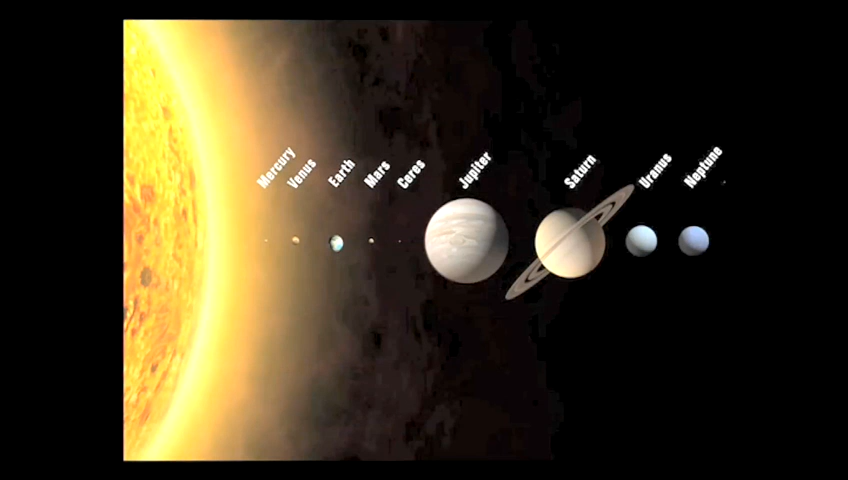 Mercury
Venus
Earth
Mars
Ceres
Jupiter
Saturn
Uranus
Neptune